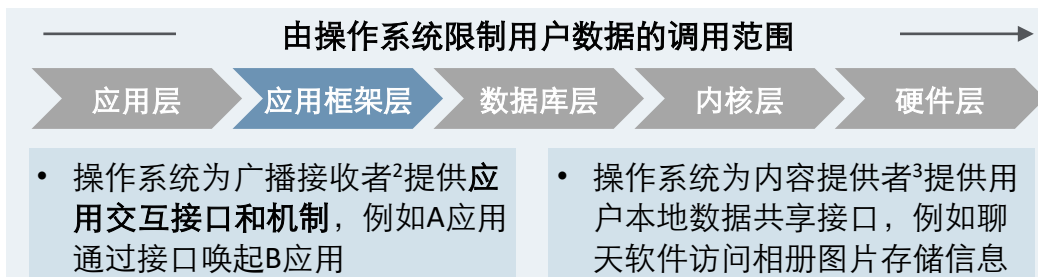 由操作系统限制用户数据的调用范围
应用层
应用框架层
数据库层
内核层
硬件层
• 操作系统为广播接收者²提供应
用交互接口和机制，例如A应用
通过接口唤起B应用
• 操作系统为内容提供者³提供用
户本地数据共享接口，例如聊
天软件访问相册图片存储信息